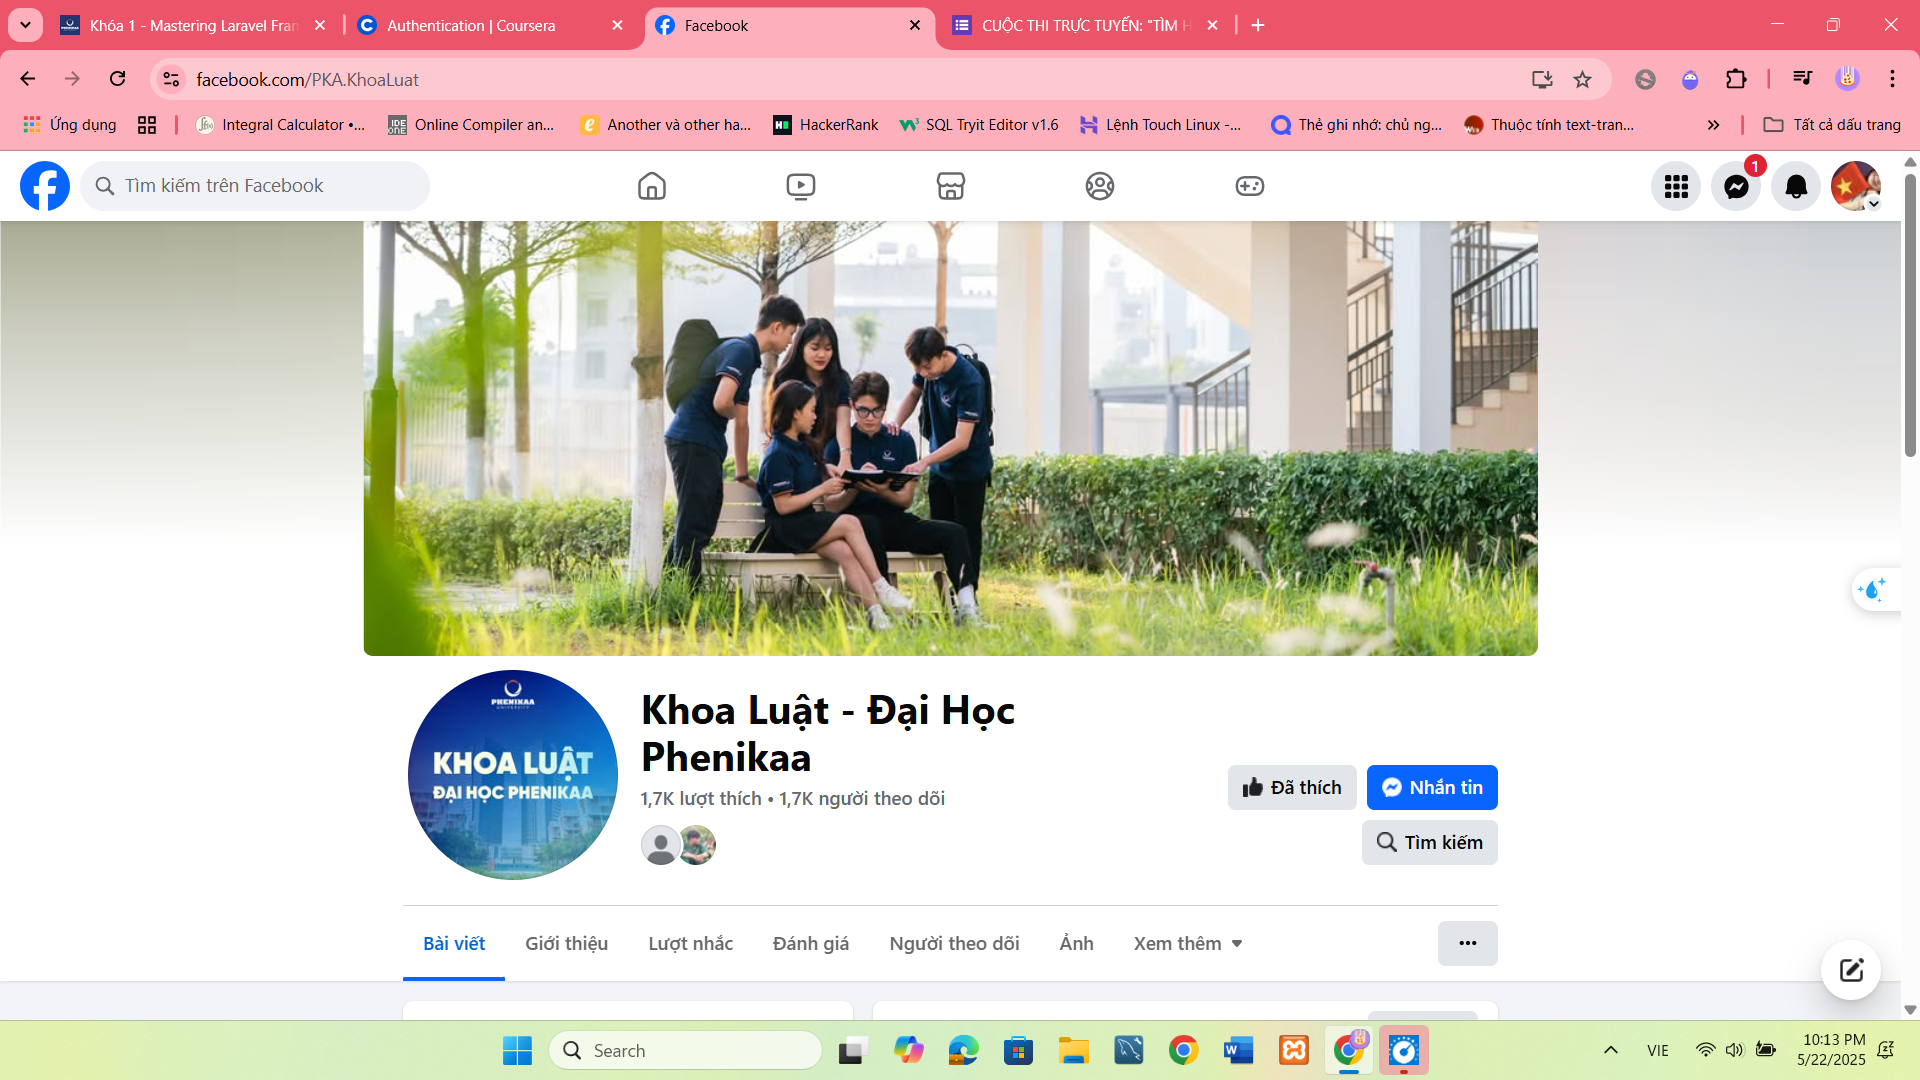 Khóa 1 - Mastering Laravel Fran
Authentication | Coursera
Facebook
CUỘC THI TRỰC TUYẾN: "TÌM H
facebook.com/PKA.KhoaLuat
Ứng dụng
Integral Calculator •...
Online Compiler an...
Another và other ha...
HackerRank
SQL Tryit Editor v1.6
Lệnh Touch Linux -...
Thẻ ghi nhớ: chủ ng...
Thuộc tính text-tran...
Tất cả dấu trang
Tìm kiếm trên Facebook
1
PHENIKAA
UNIVERSITY
KHOA LUẬT
ĐẠI HỌC PHENIKAA
Khoa Luật - Đại Học
Phenikaa
1,7K lượt thích • 1,7K người theo dõi
Đã thích
Nhắn tin
Tìm kiếm
Bài viết
Giới thiệu
Lượt nhắc
Đánh giá
Người theo dõi
Ảnh
Xem thêm
Search
VIE
10:13 PM
5/22/2025